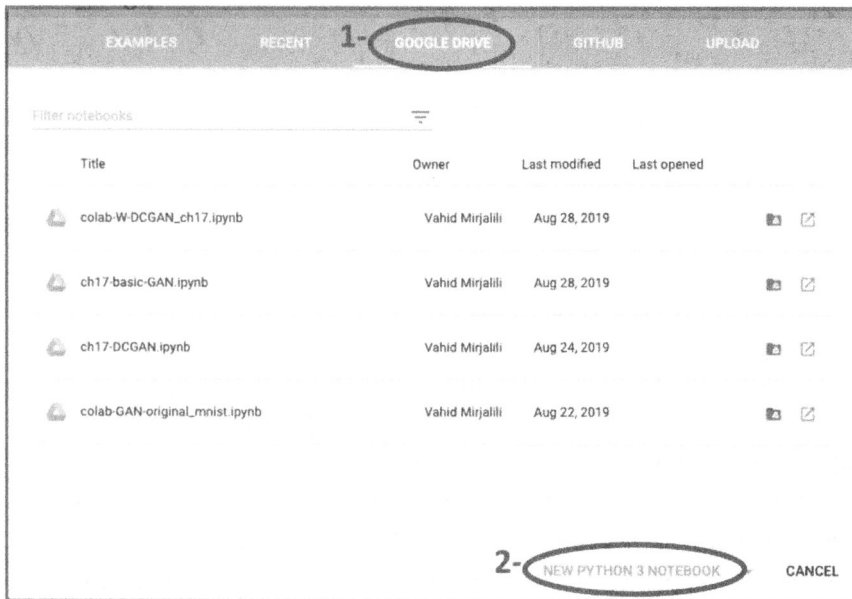 EXAMPLES RECENT 1- GOOGLE DRIVE GITHUB UPLOAD
Filter notebooks
Title Owner Last modified Last opened
colab-W-DCGAN_ch17.ipynb Vahid Mirjalili Aug 28, 2019
ch17-basic-GAN.ipynb Vahid Mirjalili Aug 28, 2019
ch17-DCGAN.ipynb Vahid Mirjalili Aug 24, 2019
colab-GAN-original_mnist.ipynb Vahid Mirjalili Aug 22, 2019
2- NEW PYTHON 3 NOTEBOOK CANCEL